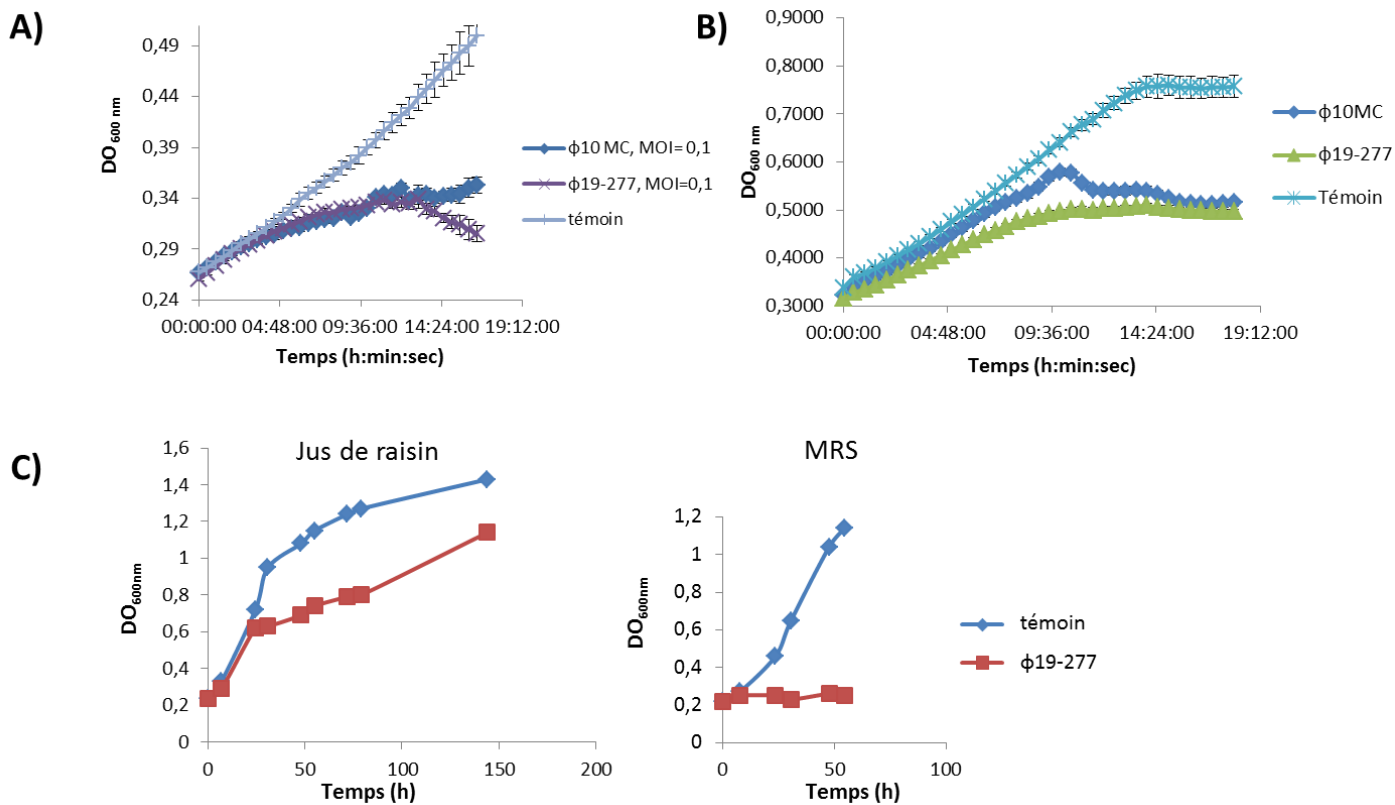 A)
DO600 nm
0,49
0,44
0,39
0,34
0,29
0,24
00:00:00 04:48:00 09:36:00 14:24:00 19:12:00
Temps (h:min:sec)
ф10 MC, MOI= 0,1
ф19-277, MOI=0,1
témoin
B)
DO600 nm
0,9000
0,8000
0,7000
0,6000
0,5000
0,4000
0,3000
00:00:00 04:48:00 09:36:00 14:24:00 19:12:00
Temps (h:min:sec)
ф10MC
ф19-277
Témoin
C)
Jus de raisin
DO600nm
1,6
1,4
1,2
1
0,8
0,6
0,4
0,2
0
0 50 100 150 200
Temps (h)
MRS
DO600nm
1,2
1
0,8
0,6
0,4
0,2
0
0 50 100
Temps (h)
témoin
ф19-277